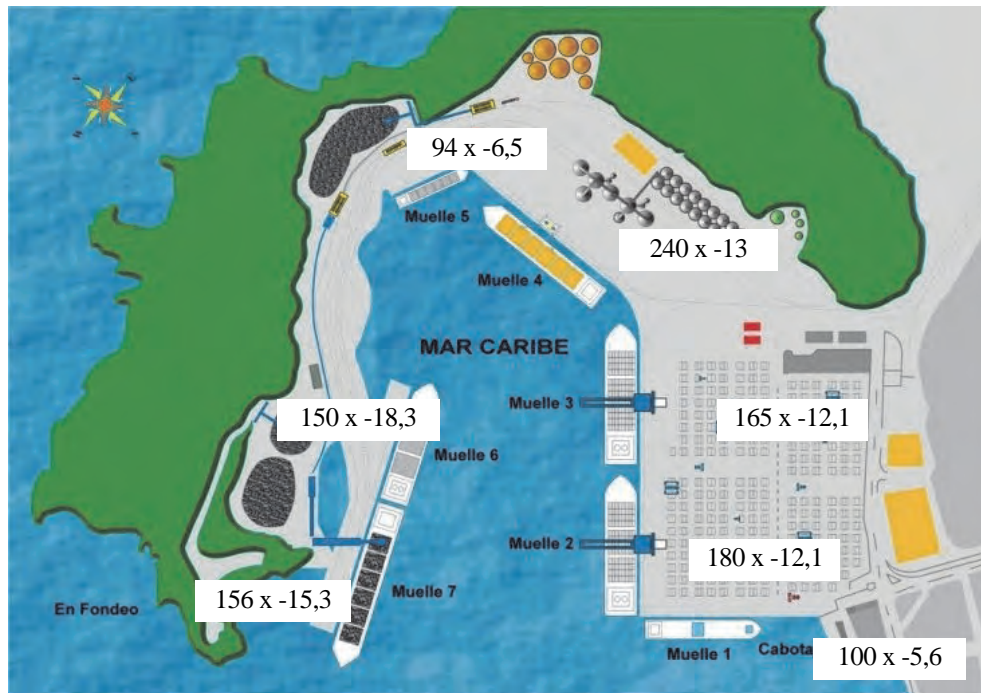 94 x -6,5
Muelle 5
240 x -13
Muelle 4
MAR CARIBE
Muelle 3
150 x -18,3
165 x -12,1
Muelle 6
Muelle 2
180 x -12,1
156 x -15,3
Muelle 7
En Fondeo
Muelle 1
100 x -5,6